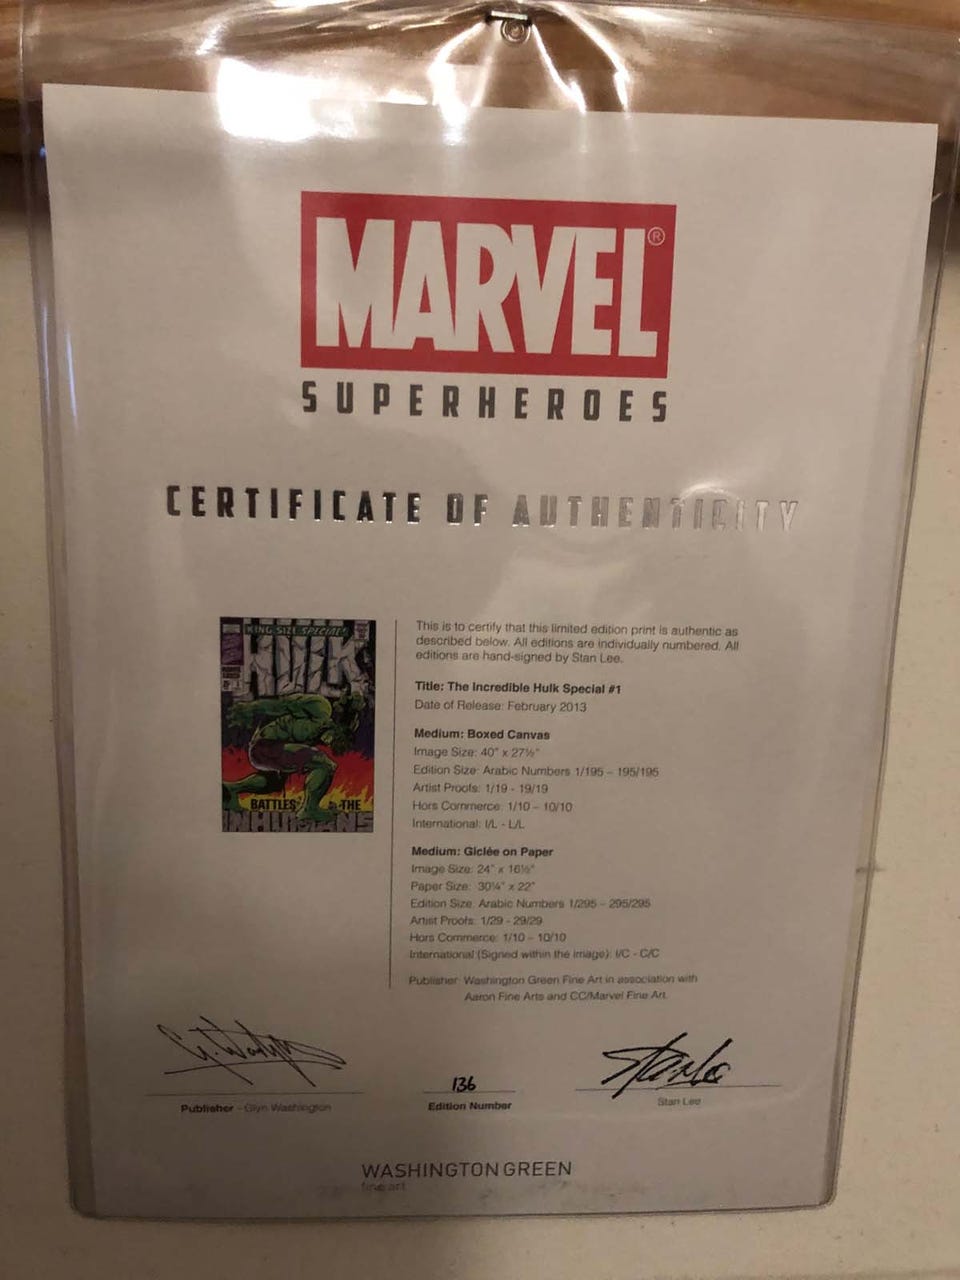 MARVEL®
SUPERHEROES
CERTIFICATE OF AUTHENTICITY
KING-SIZE SPECIAL!
HULK
BATTLES THE
INHUMANS
This is to certify that this limited edition print is authentic as
described below. All editions are individually numbered. All
editions are hand-signed by Stan Lee.
Title: The Incredible Hulk Special #1
Date of Release: February 2013
Medium: Boxed Canvas
Image Size: 40" x 27½"
Edition Size: Arabic Numbers 1/195 – 195/195
Artist Proofs: 1/19 - 19/19
Hors Commerce: 1/10 – 10/10
International: I/L - L/L
Medium: Giclée on Paper
Image Size: 24" x 16½"
Paper Size: 30¼" x 22"
Edition Size: Arabic Numbers 1/295 – 295/295
Artist Proofs: 1/29 - 29/29
Hors Commerce: 1/10 – 10/10
International (Signed within the image): I/C - C/C
Publisher: Washington Green Fine Art in association with
Aaron Fine Arts and CC/Marvel Fine Art.
136
Stan Lee
Publisher - Glyn Washington
Edition Number
Stan Lee
WASHINGTON GREEN
fine art